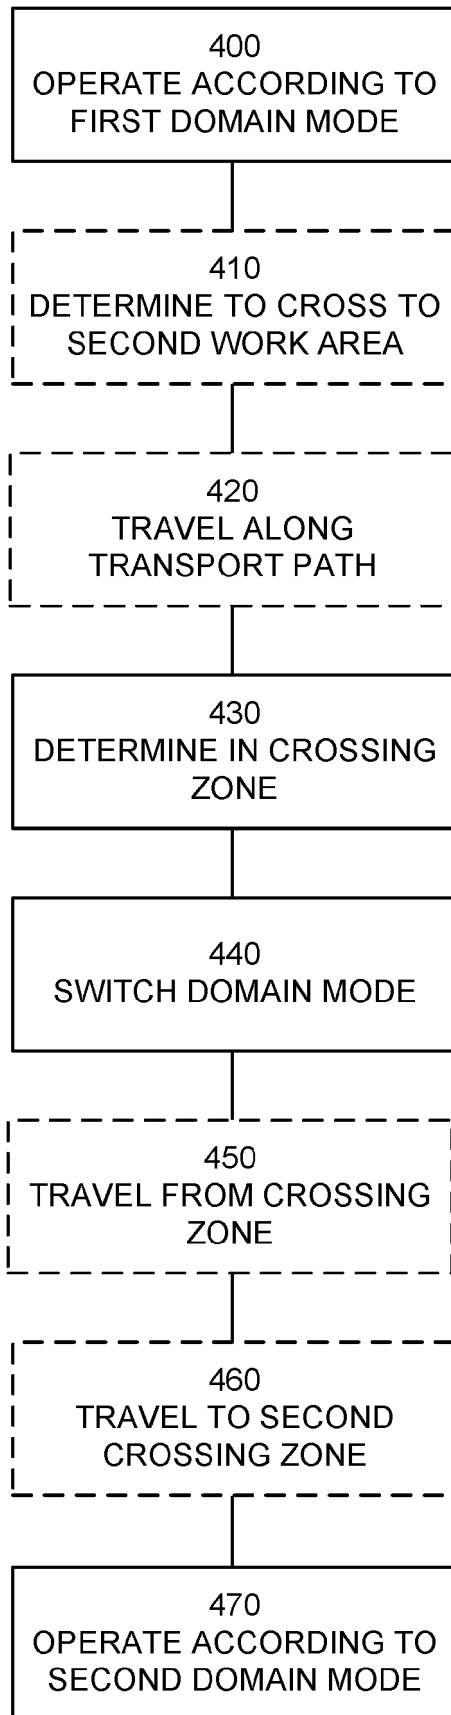 400
OPERATE ACCORDING TO
FIRST DOMAIN MODE
410
DETERMINE TO CROSS TO
SECOND WORK AREA
420
TRAVEL ALONG
TRANSPORT PATH
430
DETERMINE IN CROSSING
ZONE
440
SWITCH DOMAIN MODE
450
TRAVEL FROM CROSSING
ZONE
460
TRAVEL TO SECOND
CROSSING ZONE
470
OPERATE ACCORDING TO
SECOND DOMAIN MODE